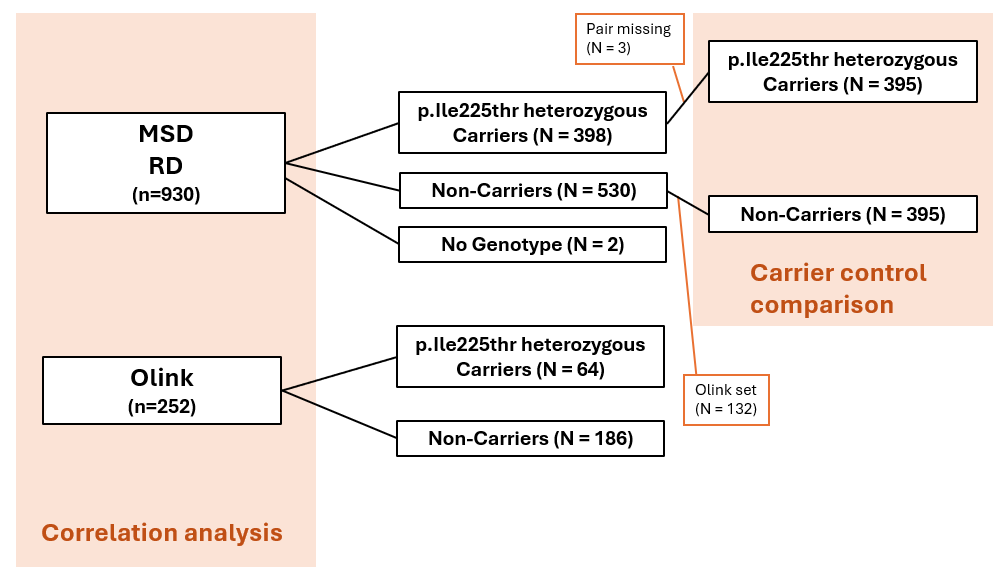 Pair missing
(N = 3)
p.Ile225thr heterozygous
Carriers (N = 395)
MSD
RD
(n=930)
p.Ile225thr heterozygous
Carriers (N = 398)
Non-Carriers (N = 530)
No Genotype (N = 2)
Non-Carriers (N = 395)
Carrier control
comparison
Olink
(n=252)
p.Ile225thr heterozygous
Carriers (N = 64)
Non-Carriers (N = 186)
Olink set
(N = 132)
Correlation analysis